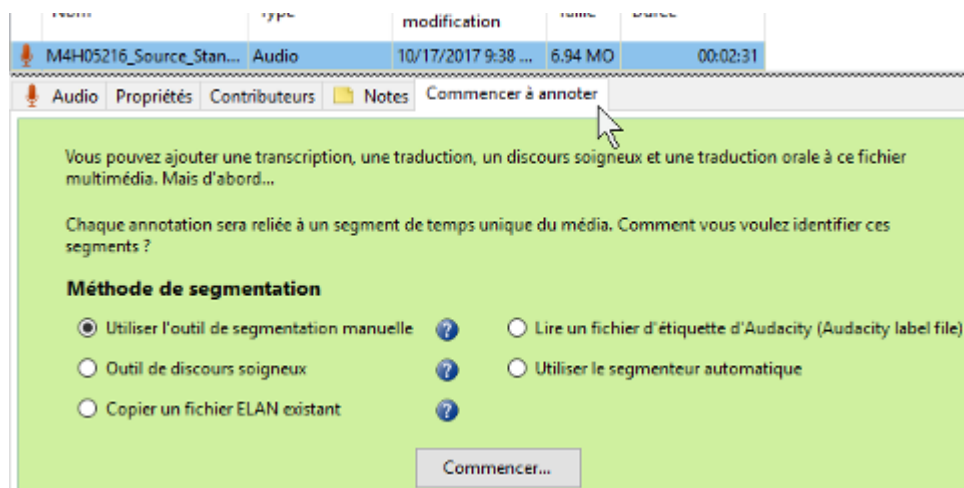 Nom Type modification Taille Durée
M4H05216_Source_Stan... Audio 10/17/2017 9:38 ... 6.94 MO 00:02:31
Audio Propriétés Contributeurs Notes Commencer à annoter
Vous pouvez ajouter une transcription, une traduction, un discours soigneux et une traduction orale à ce fichier
multimédia. Mais d'abord...
Chaque annotation sera reliée à un segment de temps unique du média. Comment vous voulez identifier ces
segments ?
Méthode de segmentation
Utiliser l'outil de segmentation manuelle ? Lire un fichier d'étiquette d'Audacity (Audacity label file)
Outil de discours soigneux ? Utiliser le segmenteur automatique
Copier un fichier ELAN existant ?
Commencer...